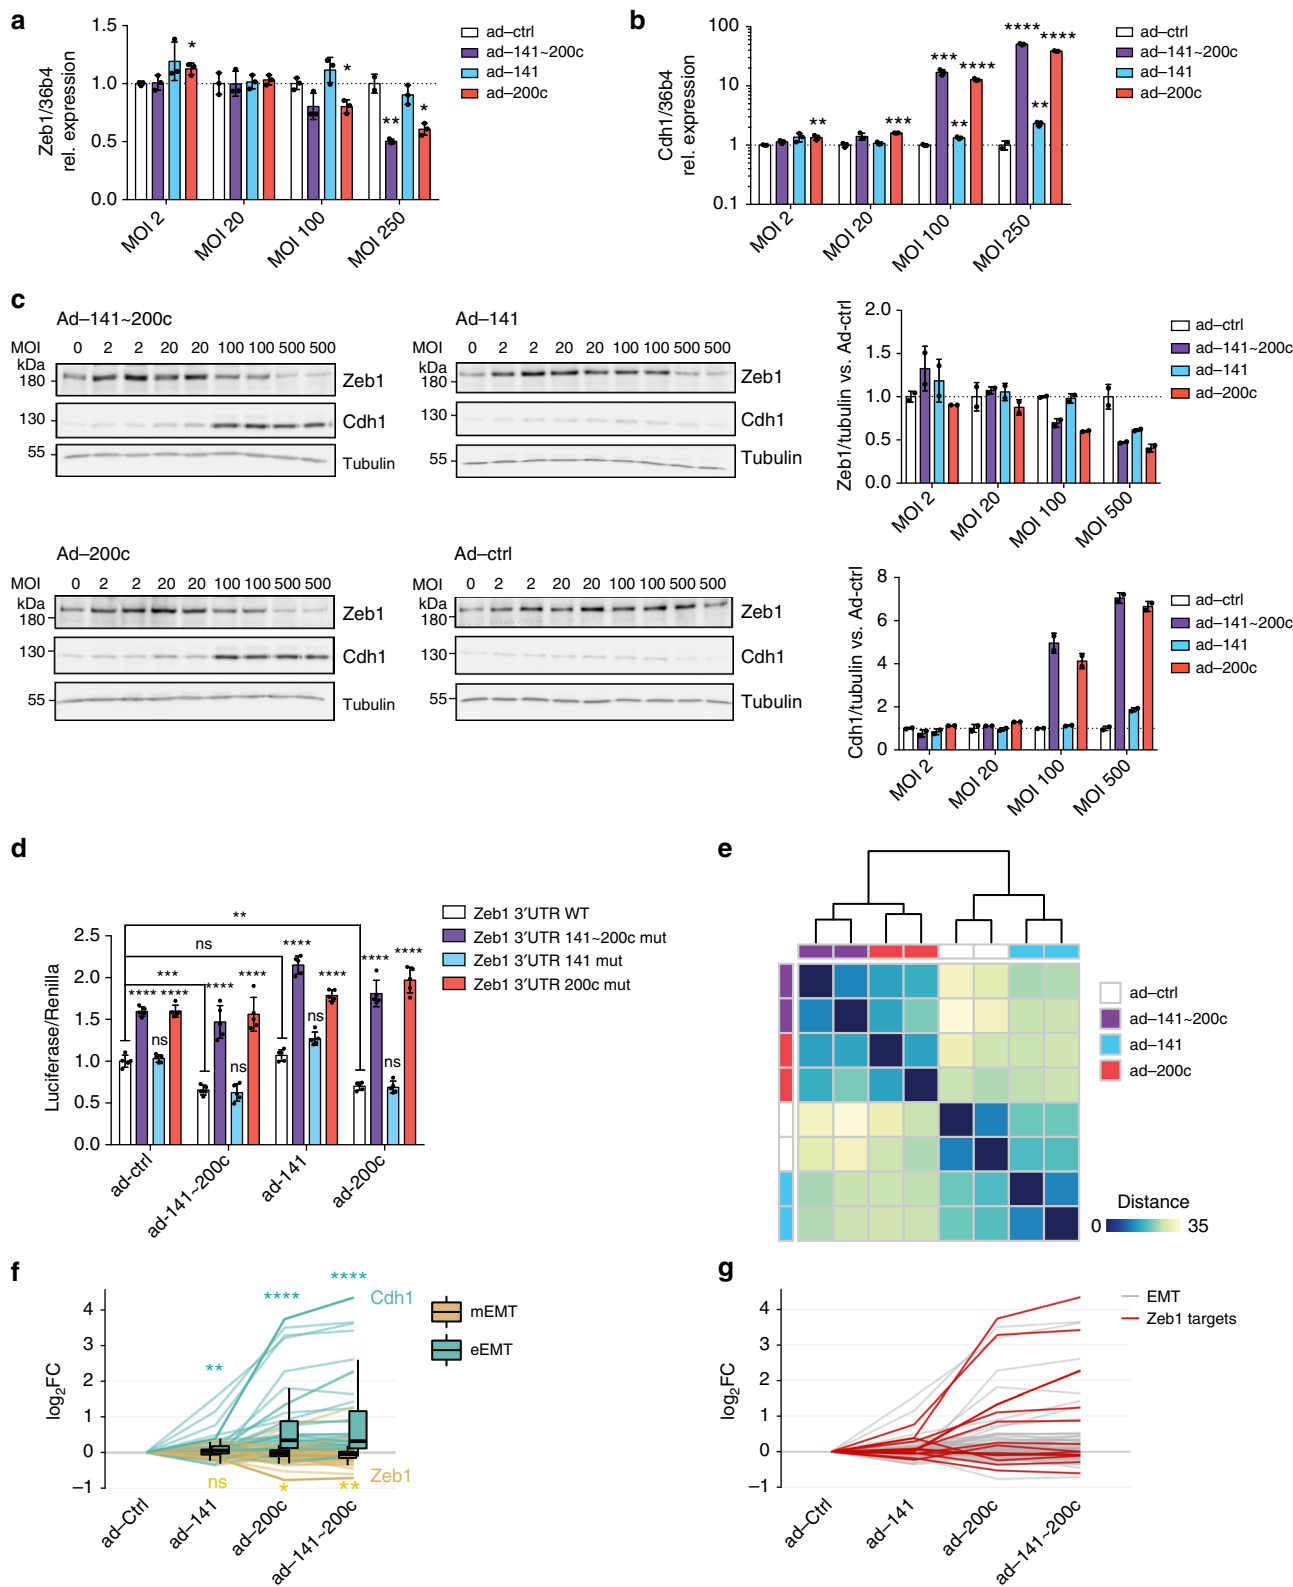 a
Zeb1/36b4
rel. expression
1.5
1.0
0.5
0.0
*
*
**
*
MOI 2
MOI 20
MOI 100
MOI 250
ad–ctrl
ad–141~200c
ad–141
ad–200c
b
Cdh1/36b4
rel. expression
100
10
1
0.1
**
***
***
**
****
****
**
****
MOI 2
MOI 20
MOI 100
MOI 250
ad–ctrl
ad–141~200c
ad–141
ad–200c
c
Ad–141~200c
MOI 0 2 2 20 20 100 100 500 500
kDa
180
Zeb1
130
Cdh1
55
Tubulin
Ad–141
MOI 0 2 2 20 20 100 100 500 500
kDa
180
Zeb1
130
Cdh1
55
Tubulin
Zeb1/tubulin vs. Ad-ctrl
2.0
1.5
1.0
0.5
0.0
MOI 2
MOI 20
MOI 100
MOI 500
ad–ctrl
ad–141~200c
ad–141
ad–200c
Ad–200c
MOI 0 2 2 20 20 100 100 500 500
kDa
180
Zeb1
130
Cdh1
55
Tubulin
Ad–ctrl
MOI 0 2 2 20 20 100 100 500 500
kDa
180
Zeb1
130
Cdh1
55
Tubulin
Cdh1/tubulin vs. Ad-ctrl
8
6
4
2
0
MOI 2
MOI 20
MOI 100
MOI 500
ad–ctrl
ad–141~200c
ad–141
ad–200c
d
Luciferase/Renilla
2.5
2.0
1.5
1.0
0.5
0.0
**
ns
***
**** ****
ns
**** ****
ns
**** ****
ns
**** ****
ns
ad-ctrl
ad-141~200c
ad-141
ad-200c
Zeb1 3′UTR WT
Zeb1 3′UTR 141~200c mut
Zeb1 3′UTR 141 mut
Zeb1 3′UTR 200c mut
e
ad–ctrl
ad–141~200c
ad–141
ad–200c
Distance
0 35
f
log2FC
4
3
2
1
0
–1
**
****
****
Cdh1
Zeb1
ns
*
**
ad–Ctrl
ad–141
ad–200c
ad–141~200c
mEMT
eEMT
g
log2FC
4
3
2
1
0
–1
ad–Ctrl
ad–141
ad–200c
ad–141~200c
EMT
Zeb1 targets